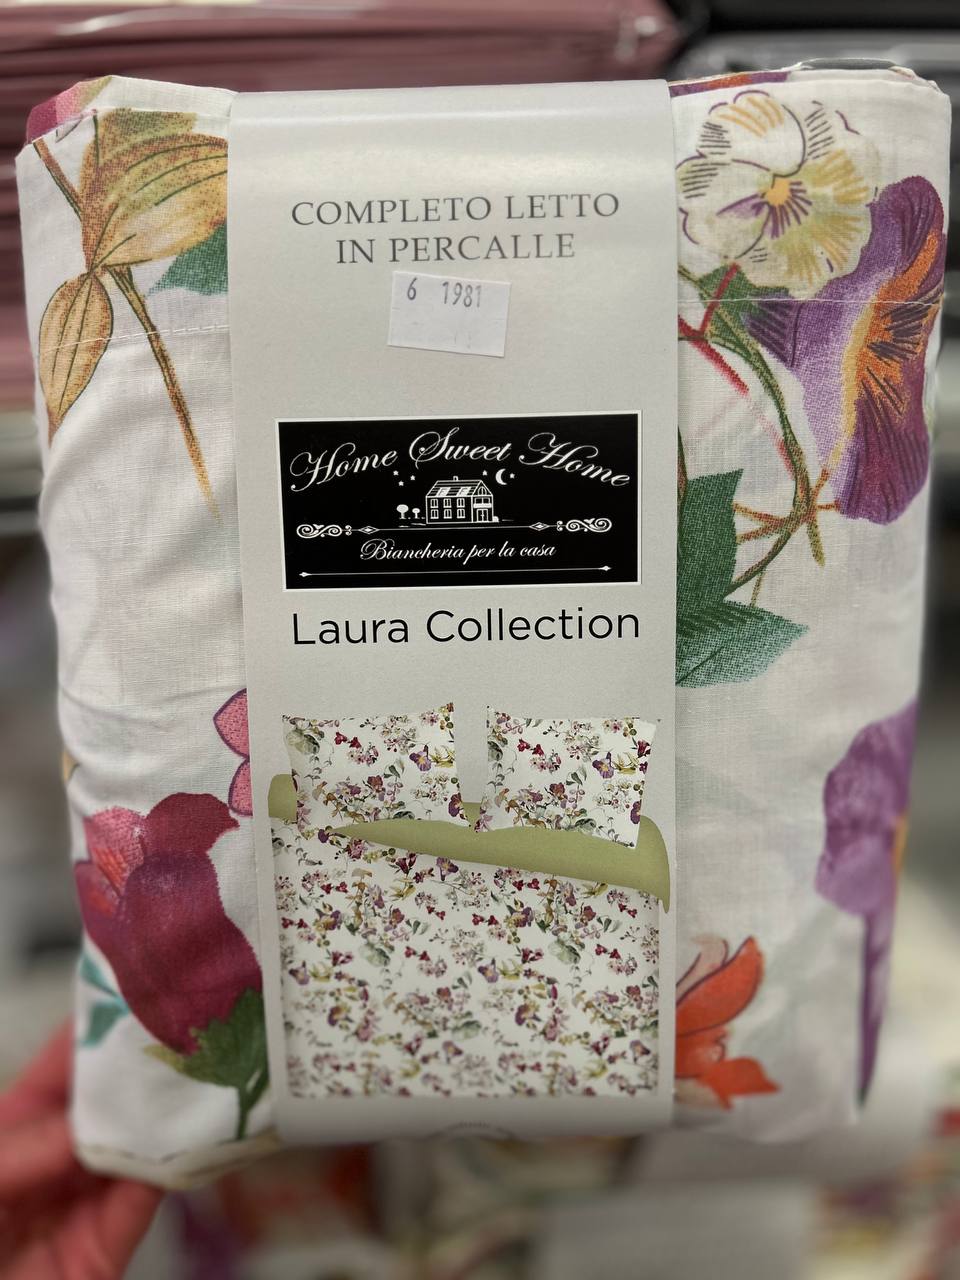 COMPLETO LETTO
IN PERCALLE
6 1981
Home Sweet Home
Biancheria per la casa
Laura Collection